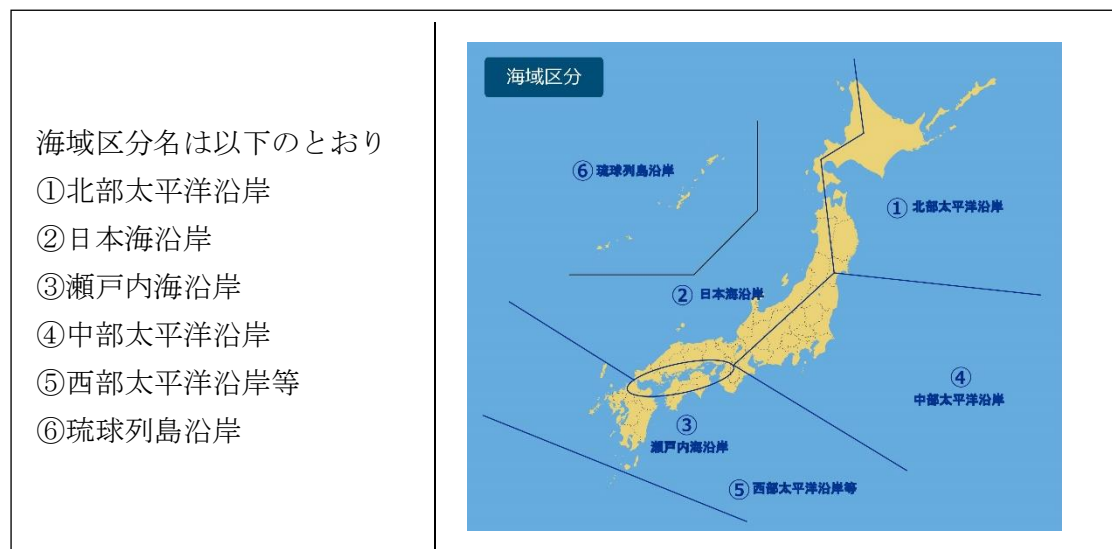 海域区分名は以下のとおり
①北部太平洋沿岸
②日本海沿岸
③瀬戸内海沿岸
④中部太平洋沿岸
⑤西部太平洋沿岸等
⑥琉球列島沿岸
海域区分
⑥琉球列島沿岸
①北部太平洋沿岸
②日本海沿岸
④
中部太平洋沿岸
③
瀬戸内海沿岸
⑤西部太平洋沿岸等